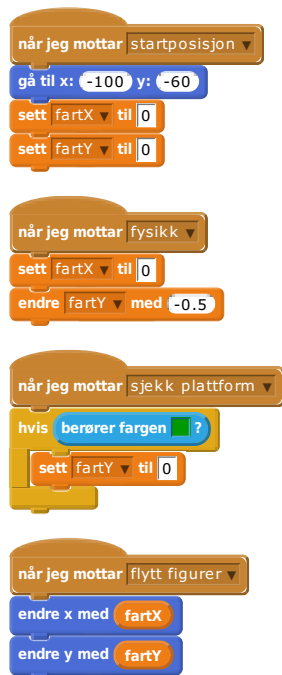 når jeg mottar startposisjon
gå til x: -100 y: -60
sett fartX til 0
sett fartY til 0
når jeg mottar fysikk
sett fartX til 0
endre fartY med -0.5
når jeg mottar sjekk plattform
hvis berører fargen ?
sett fartY til 0
når jeg mottar flytt figurer
endre x med fartX
endre y med fartY